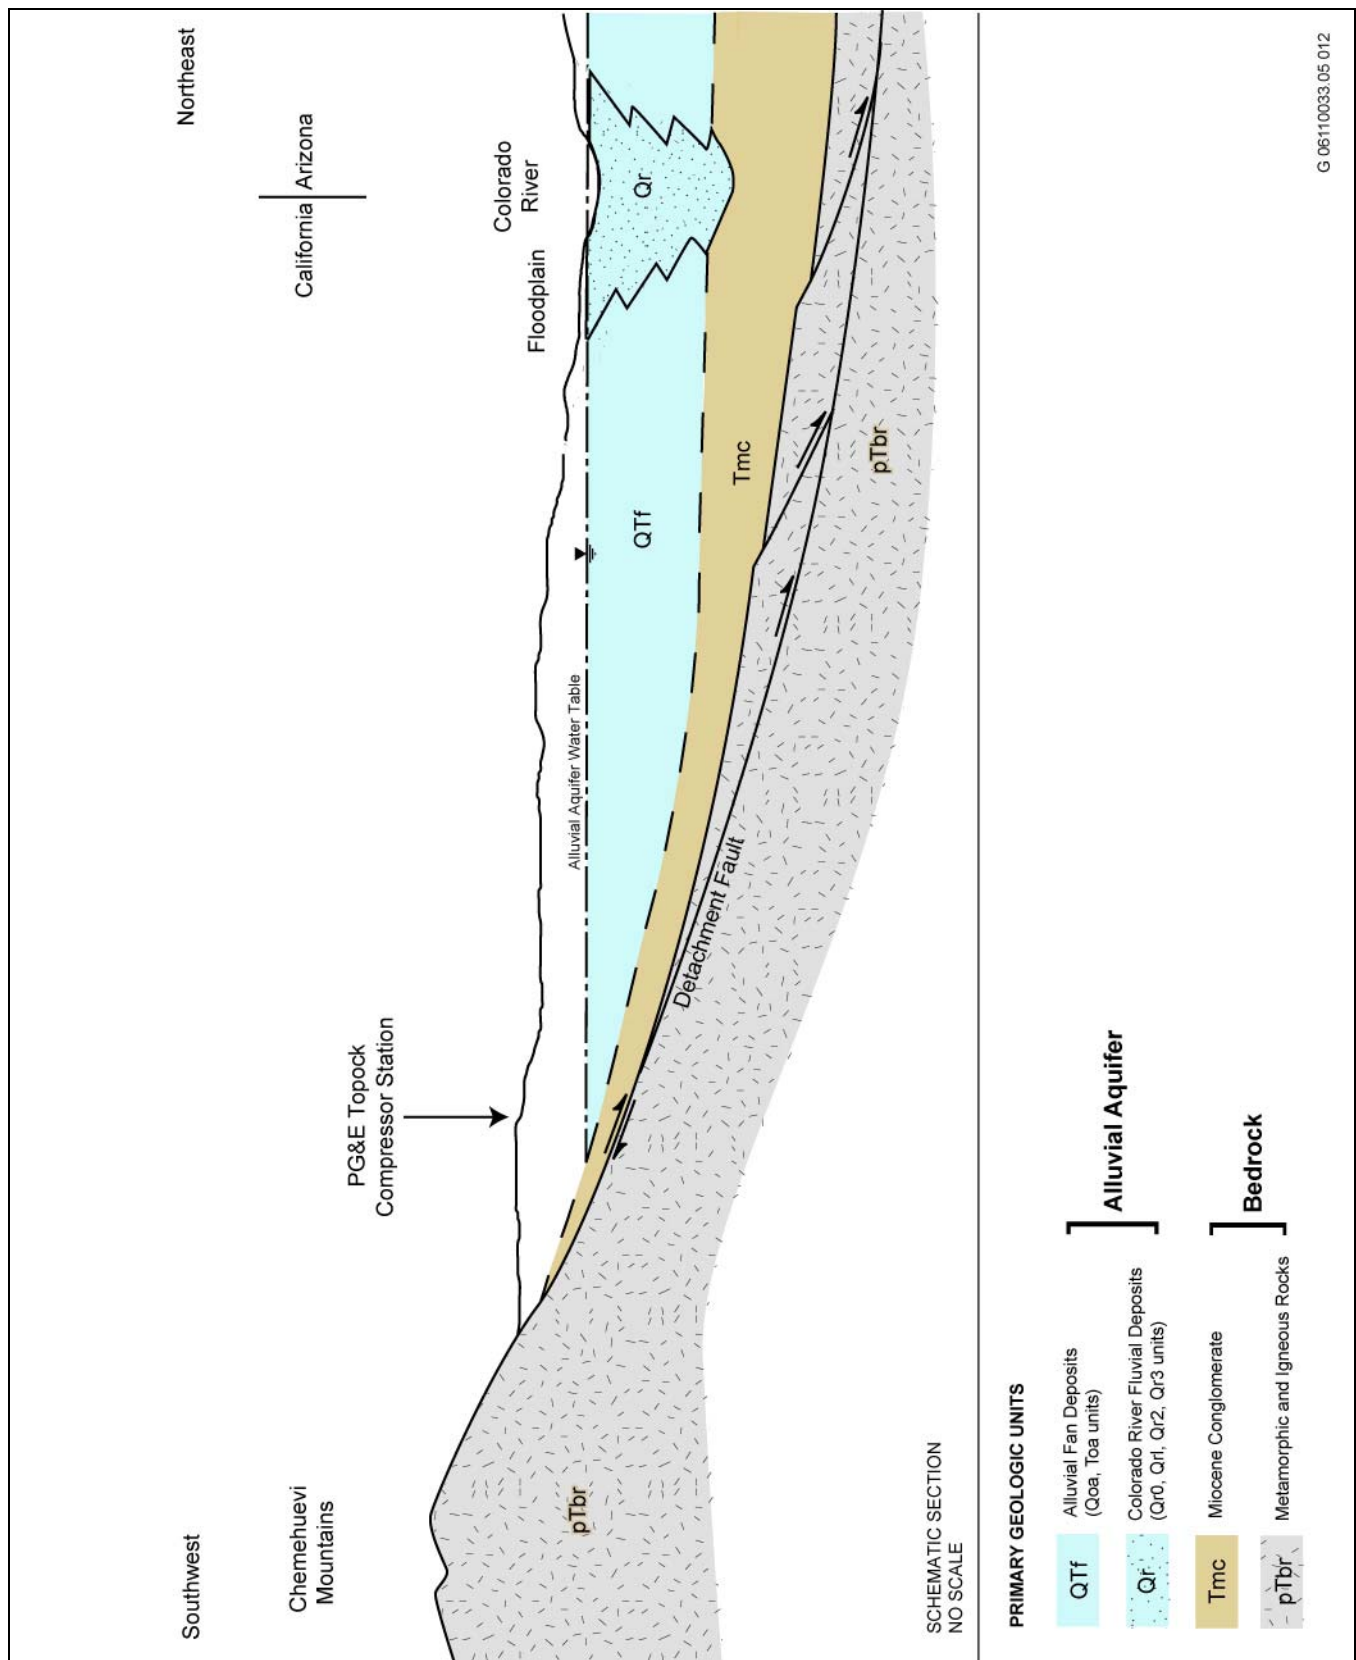 Southwest
Northeast
Chemehuevi
Mountains
California
Arizona
PG&E Topock
Compressor Station
Floodplain
Colorado
River
Alluvial Aquifer Water Table
QTf
Qr
Tmc
Detachment Fault
pTbr
pTbr
SCHEMATIC SECTION
NO SCALE
PRIMARY GEOLOGIC UNITS
QTf
Alluvial Fan Deposits
(Qoa, Toa units)
Qr
Colorado River Fluvial Deposits
(Qr0, Qrl, Qr2, Qr3 units)
Alluvial Aquifer
Tmc
Miocene Conglomerate
pTbr
Metamorphic and Igneous Rocks
Bedrock
G 06110033.05 012